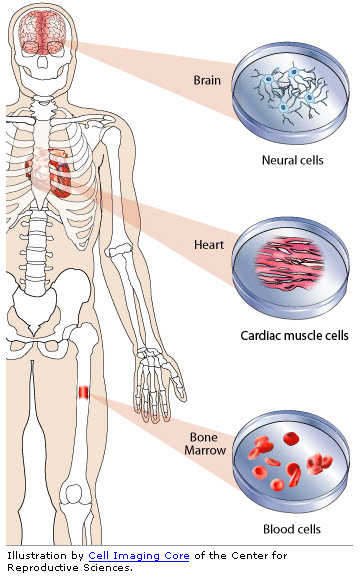 Brain
Neural cells
Heart
Cardiac muscle cells
Bone
Marrow
Blood cells
Illustration by Cell Imaging Core of the Center for
Reproductive Sciences.